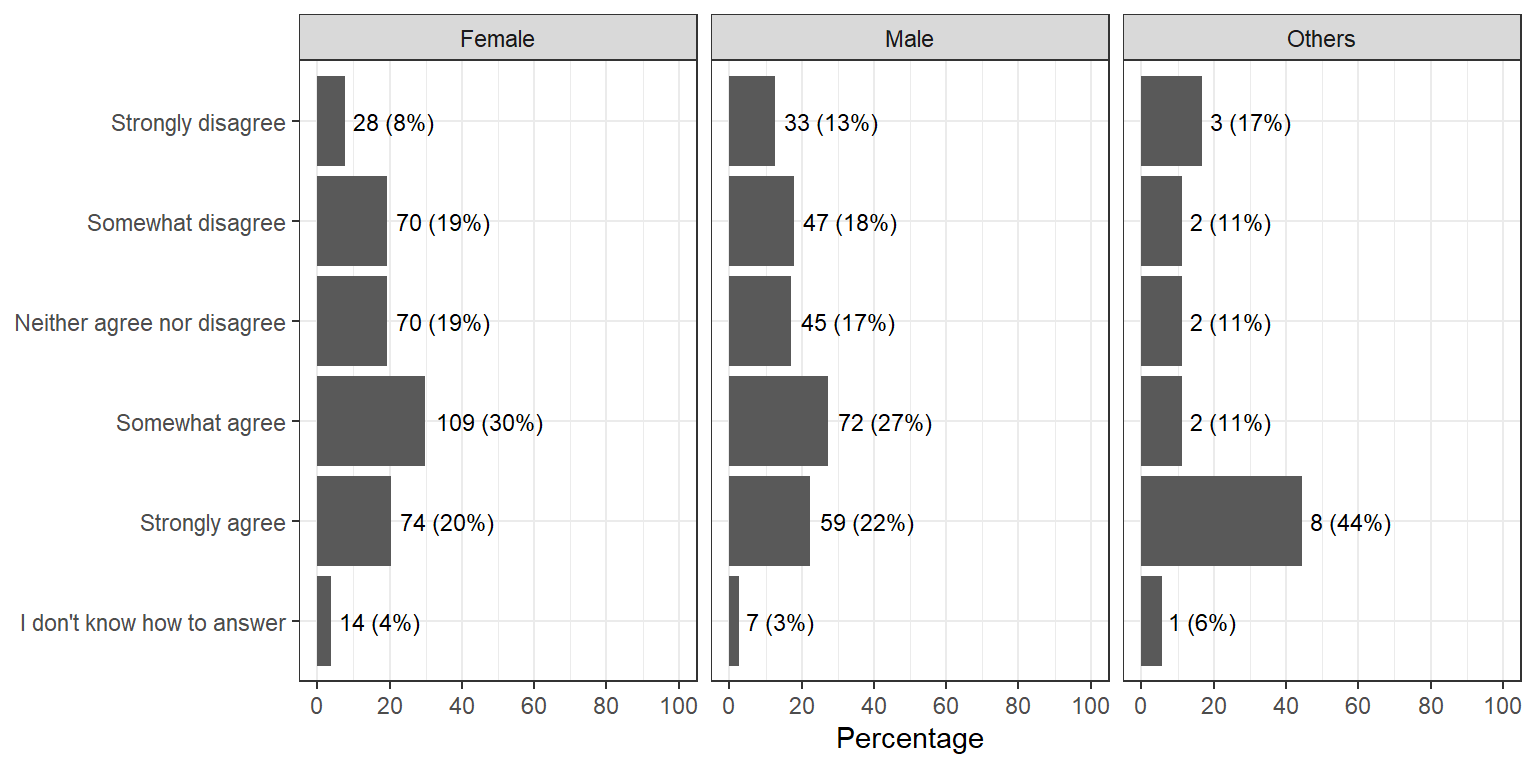 Female Male Others
Strongly disagree 28 (8%) 33 (13%) 3 (17%)
Somewhat disagree 70 (19%) 47 (18%) 2 (11%)
Neither agree nor disagree 70 (19%) 45 (17%) 2 (11%)
Somewhat agree 109 (30%) 72 (27%) 2 (11%)
Strongly agree 74 (20%) 59 (22%) 8 (44%)
I don't know how to answer 14 (4%) 7 (3%) 1 (6%)
0 20 40 60 80 100 0 20 40 60 80 100 0 20 40 60 80 100
Percentage